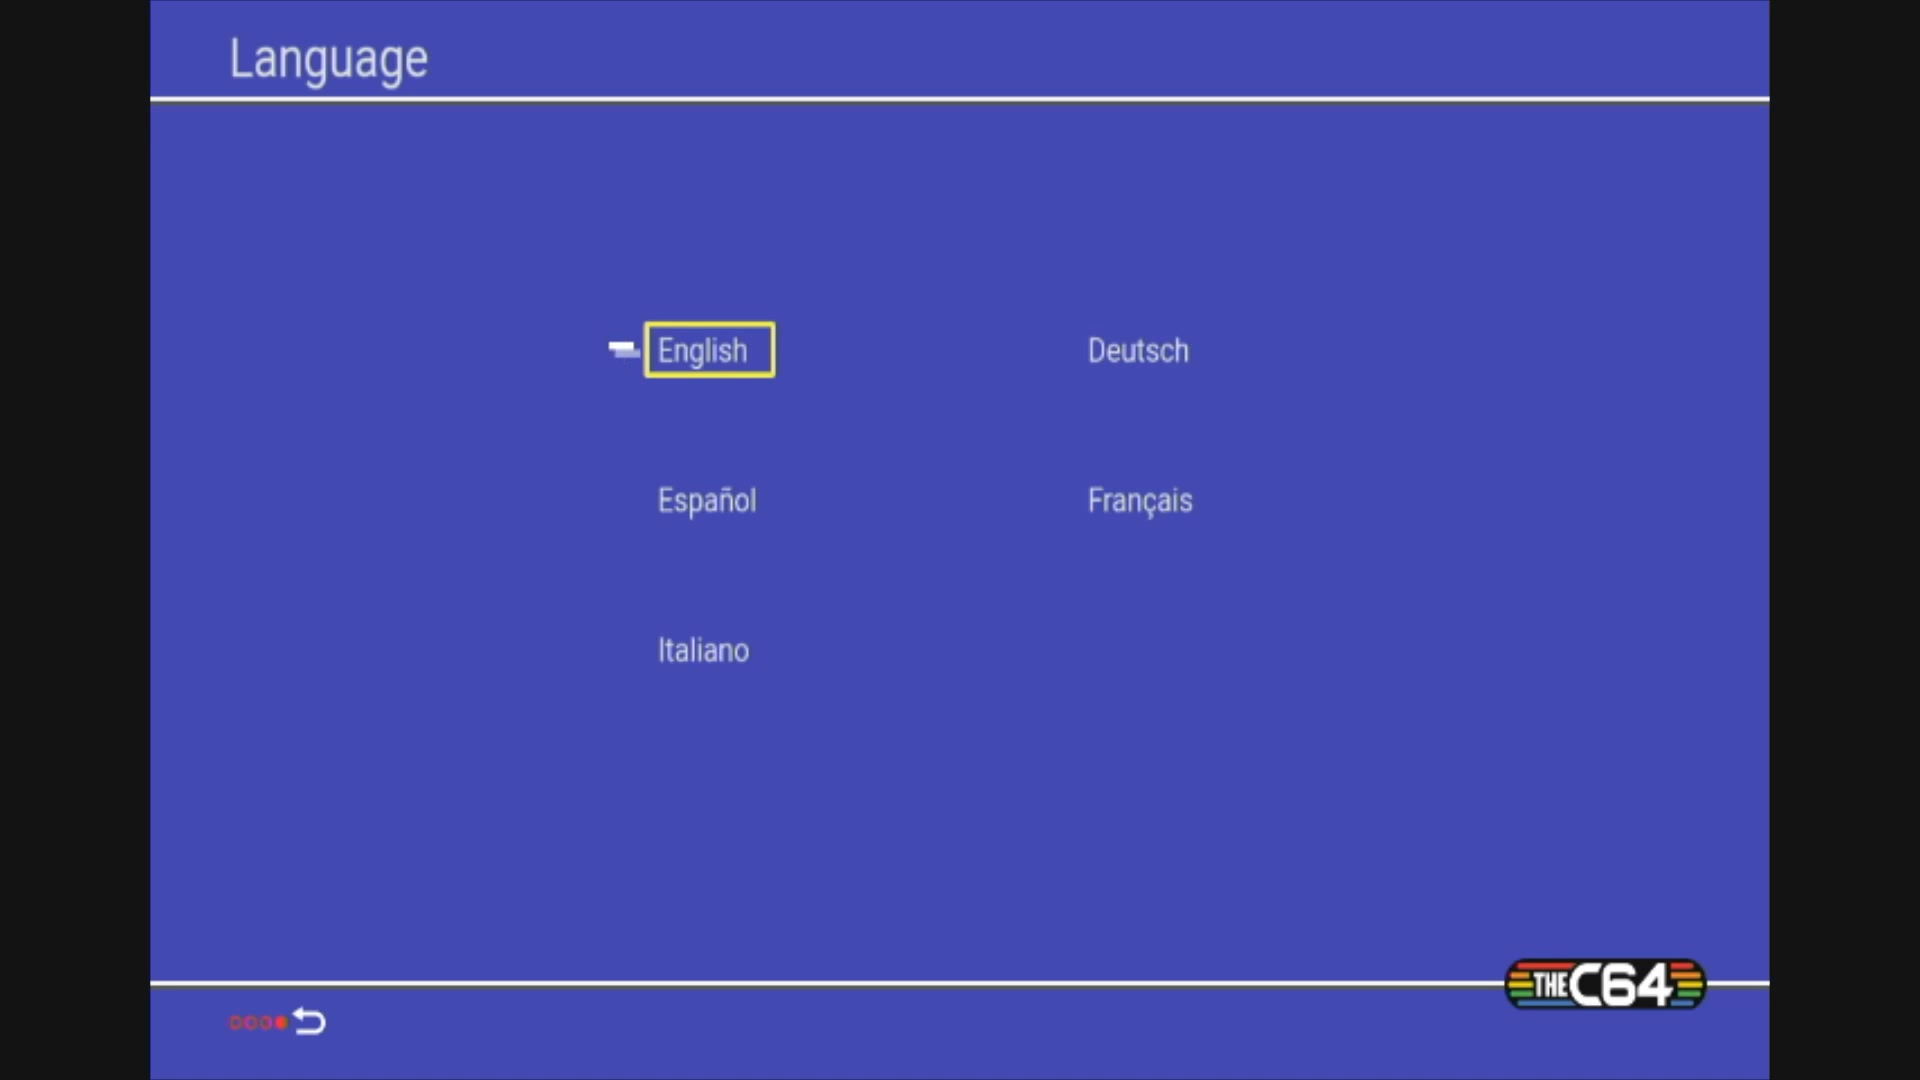 Language
English
Deutsch
Español
Français
Italiano
THEC64